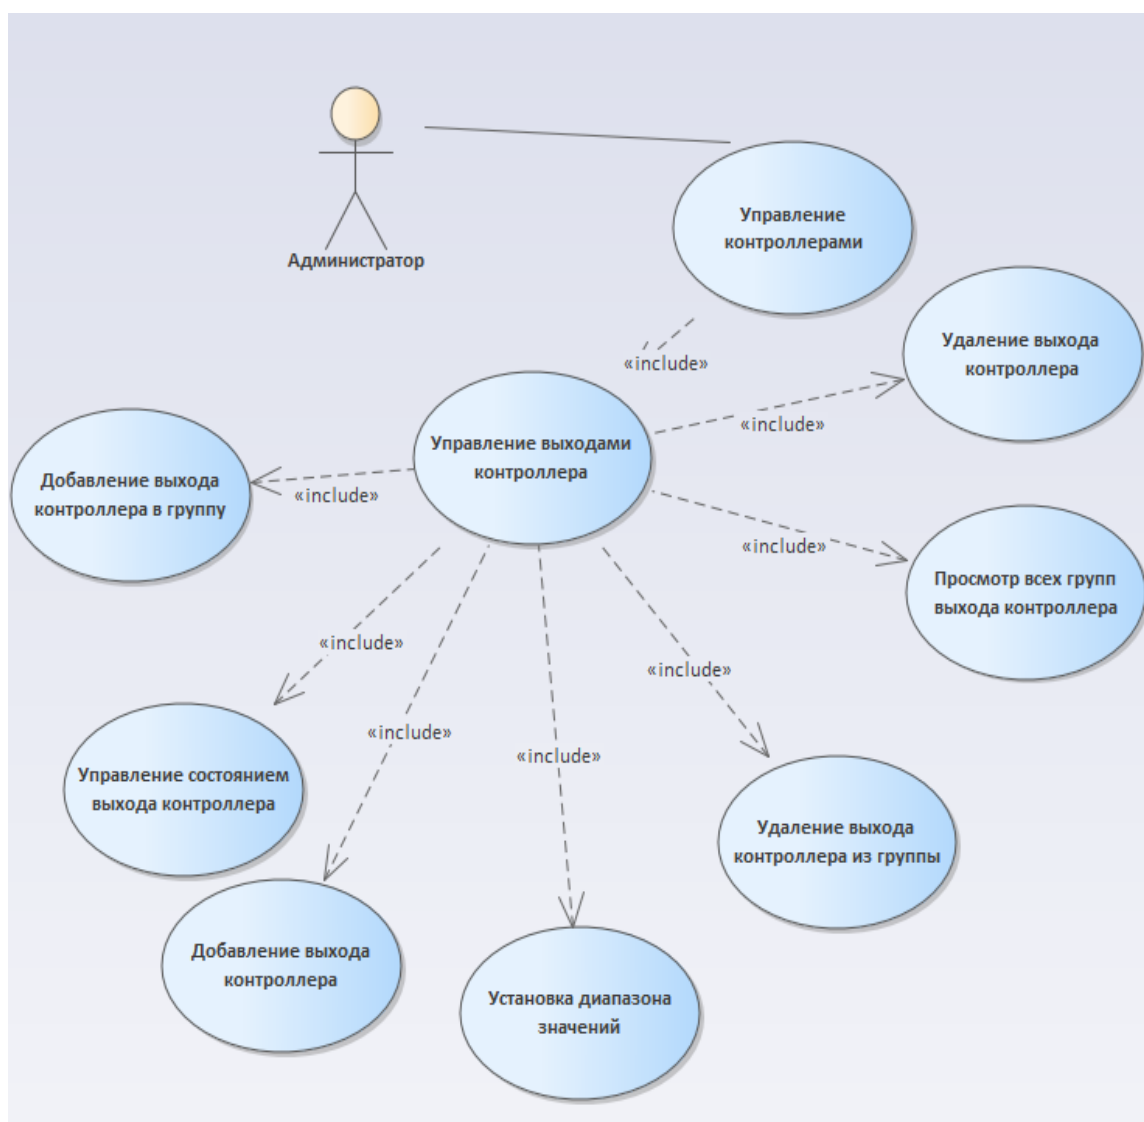 Администратор
Управление
контроллерами
«include»
Удаление выхода
контроллера
«include»
Управление выходами
контроллера
Добавление выхода
контроллера в группу
«include»
«include»
Просмотр всех групп
выхода контроллера
«include»
«include»
«include»
«include»
Управление состоянием
выхода контроллера
Удаление выхода
контроллера из группы
Добавление выхода
контроллера
Установка диапазона
значений